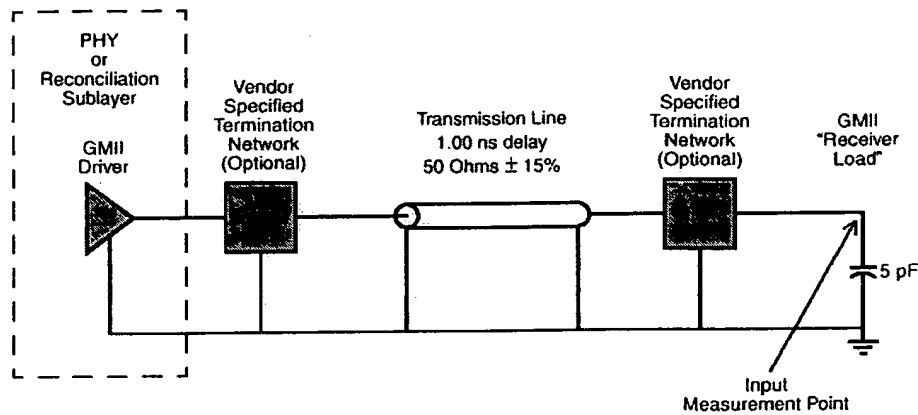 PHY
or
Reconciliation
Sublayer
GMII
Driver
Vendor
Specified
Termination
Network
(Optional)
Transmission Line
1.00 ns delay
50 Ohms ± 15%
Vendor
Specified
Termination
Network
(Optional)
GMII
“Receiver
Load”
5 pF
Input
Measurement Point